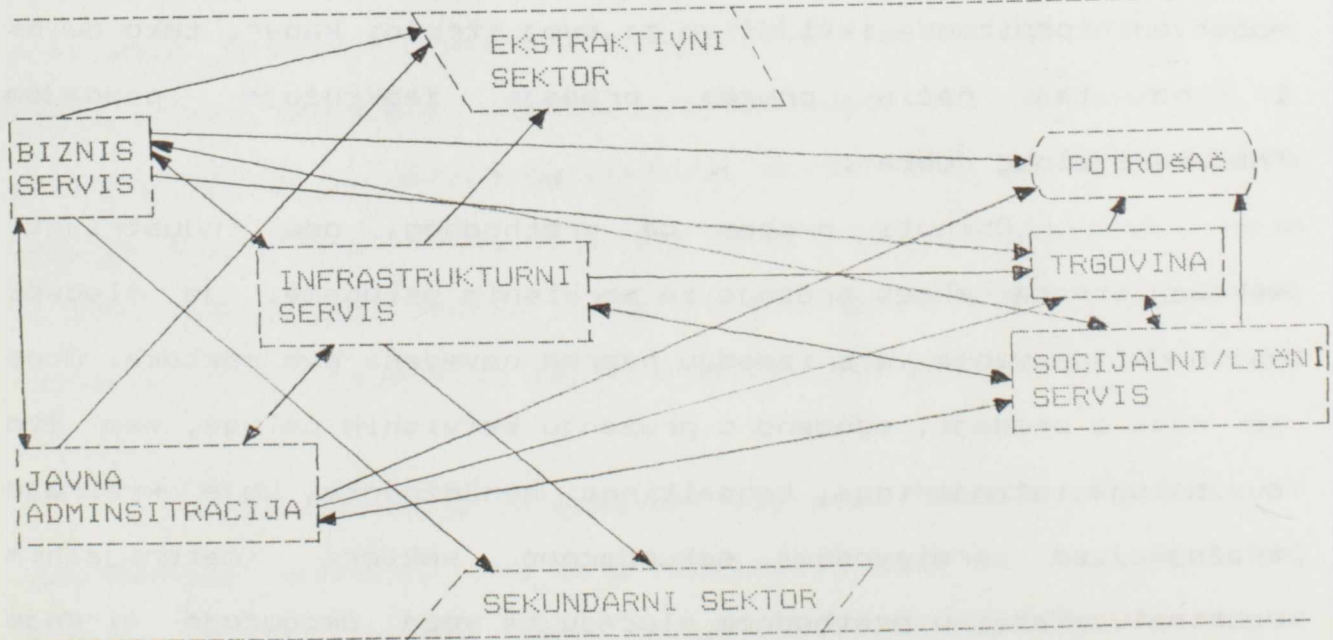 EKSTRAKTIVNI
SEKTOR
BIZNIS
SERVIS
POTROŠAČ
INFRASTRUKTURNI
SERVIS
TRGOVINA
SOCIJALNI/LIČNI
SERVIS
JAVNA
ADMINSITRACIJA
SEKUNDARNI SEKTOR